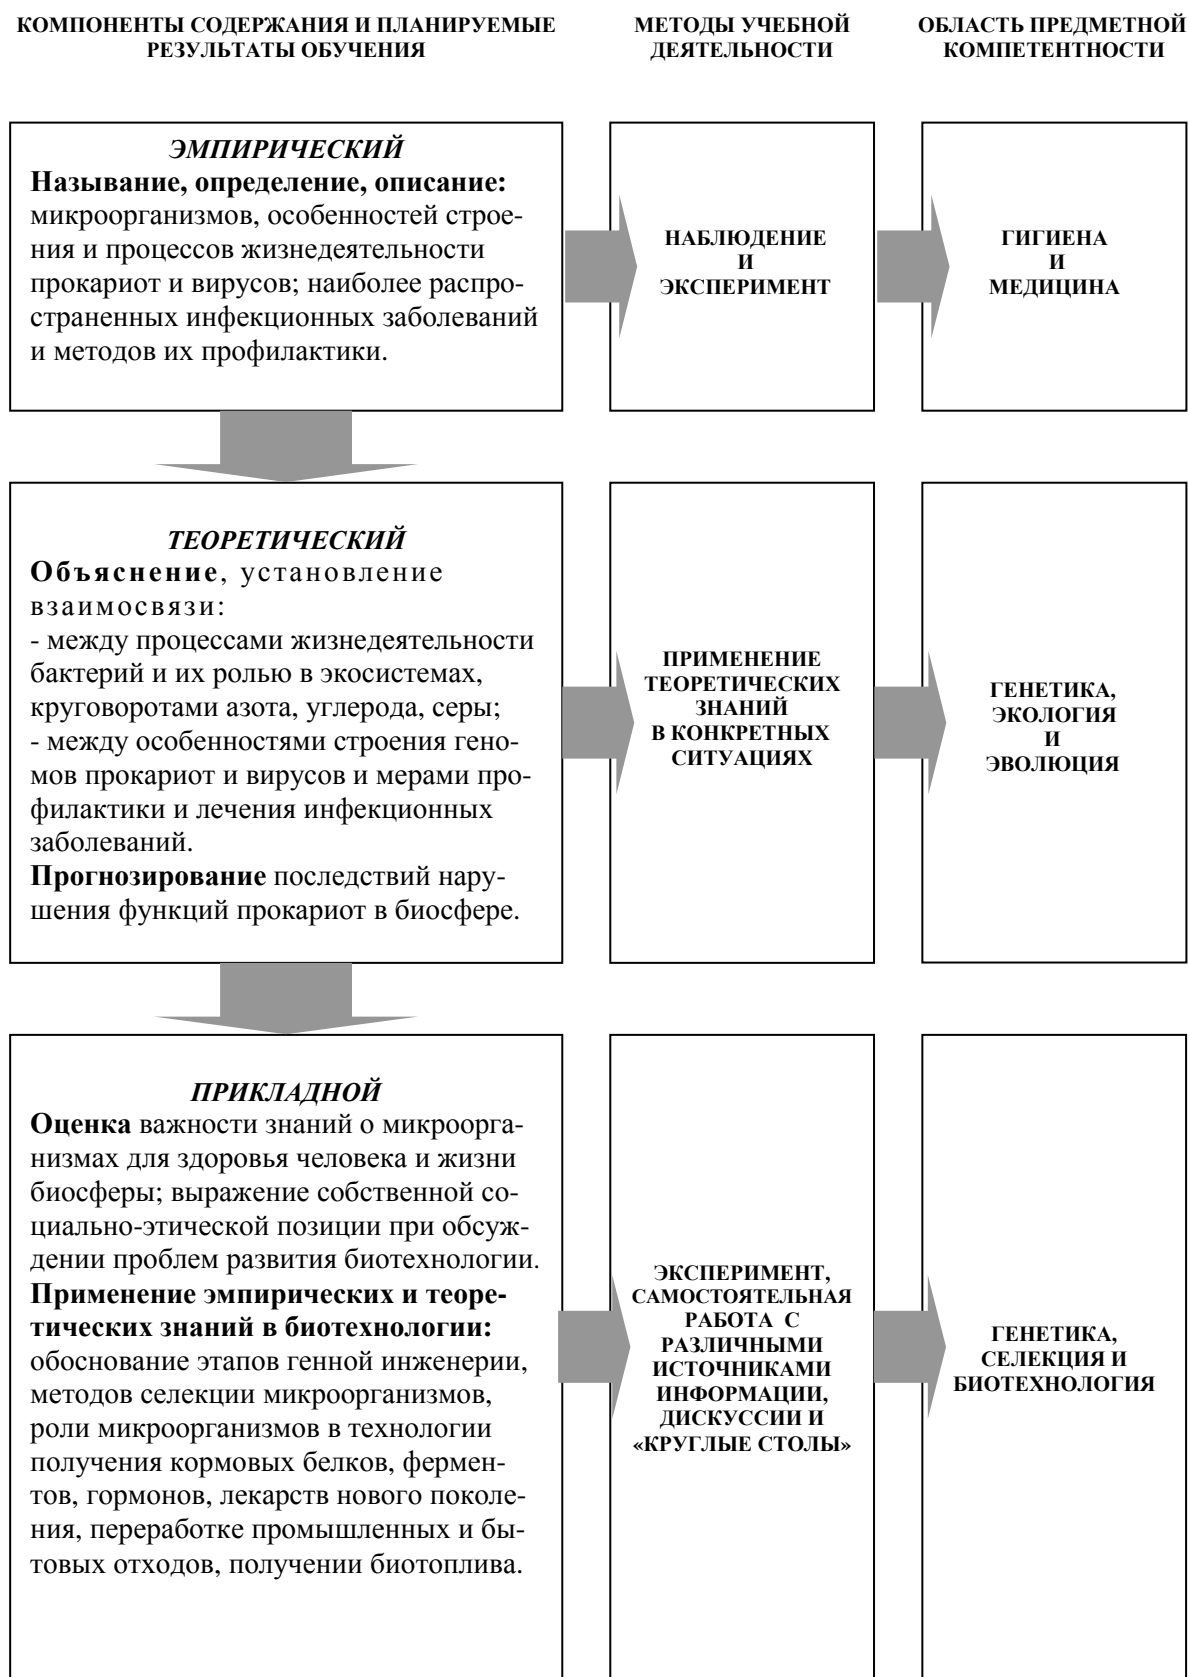 КОМПОНЕНТЫ СОДЕРЖАНИЯ И ПЛАНИРУЕМЫЕ
РЕЗУЛЬТАТЫ ОБУЧЕНИЯ
МЕТОДЫ УЧЕБНОЙ
ДЕЯТЕЛЬНОСТИ
ОБЛАСТЬ ПРЕДМЕТНОЙ
КОМПЕТЕНТНОСТИ
ЭМПИРИЧЕСКИЙ
Называние, определение, описание:
микроорганизмов, особенностей строе-
ния и процессов жизнедеятельности
прокариот и вирусов; наиболее распро-
страненных инфекционных заболеваний
и методов их профилактики.
НАБЛЮДЕНИЕ
И
ЭКСПЕРИМЕНТ
ГИГИЕНА
И
МЕДИЦИНА
ТЕОРЕТИЧЕСКИЙ
Объяснение, установление
взаимосвязи:
- между процессами жизнедеятельности
бактерий и их ролью в экосистемах,
круговоротами азота, углерода, серы;
- между особенностями строения гено-
мов прокариот и вирусов и мерами про-
филактики и лечения инфекционных
заболеваний.
Прогнозирование последствий нару-
шения функций прокариот в биосфере.
ПРИМЕНЕНИЕ
ТЕОРЕТИЧЕСКИХ
ЗНАНИЙ
В КОНКРЕТНЫХ
СИТУАЦИЯХ
ГЕНЕТИКА,
ЭКОЛОГИЯ
И
ЭВОЛЮЦИЯ
ПРИКЛАДНОЙ
Оценка важности знаний о микроорга-
низмах для здоровья человека и жизни
биосферы; выражение собственной со-
циально-этической позиции при обсуж-
дении проблем развития биотехнологии.
Применение эмпирических и теоре-
тических знаний в биотехнологии:
обоснование этапов генной инженерии,
методов селекции микроорганизмов,
роли микроорганизмов в технологии
получения кормовых белков, фермен-
тов, гормонов, лекарств нового поколе-
ния, переработке промышленных и бы-
товых отходов, получении биотоплива.
ЭКСПЕРИМЕНТ,
САМОСТОЯТЕЛЬНАЯ
РАБОТА С
РАЗЛИЧНЫМИ
ИСТОЧНИКАМИ
ИНФОРМАЦИИ,
ДИСКУССИИ И
«КРУГЛЫЕ СТОЛЫ»
ГЕНЕТИКА,
СЕЛЕКЦИЯ И
БИОТЕХНОЛОГИЯ